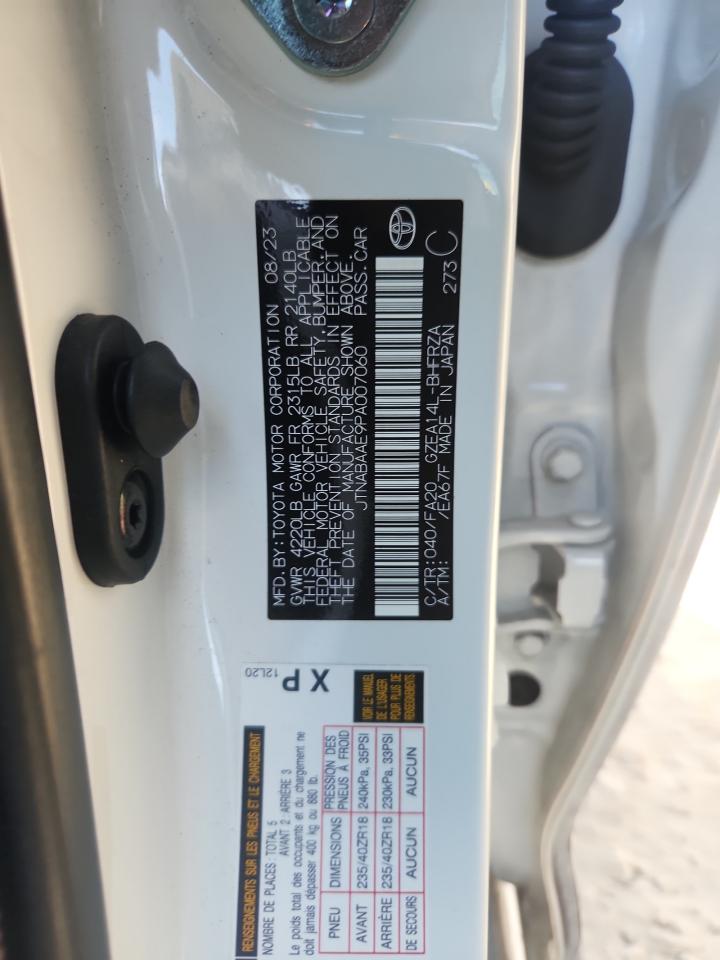 MFD.BY:TOYOTA MOTOR CORPORATION 08/23
GVWR 4220LB GAWR FR 2315LB RR 2140LB
THIS VEHICLE CONFORMS TO ALL APPLICABLE
FEDERAL MOTOR VEHICLE SAFETY,BUMPER,AND
THEFT PREVENTION STANDARDS IN EFFECT ON
THE DATE OF MANUFACTURE SHOWN ABOVE.
JTNABAAE9PA007060 PASS.CAR
C/TR:040/FA20 GZEA14L-BHFRZA 273
A/TM: /EA67F MADE IN JAPAN C
RENSEIGNEMENTS SUR LES PNEUS ET LE CHARGEMENT
12L20
X P
NOMBRE DE PLACES: TOTAL 5
AVANT 2 ARRIÈRE 3
Le poids total des occupants et du chargement ne
doit jamais dépasser 400 kg ou 880 lb.
PNEU DIMENSIONS PRESSION DES PNEUS À FROID
AVANT 235/40ZR18 240kPa, 35PSI
ARRIÈRE 235/40ZR18 230kPa, 33PSI
DE SECOURS AUCUN AUCUN
VOIR LE MANUEL
DE L'USAGER
POUR PLUS DE
RENSEIGNEMENTS